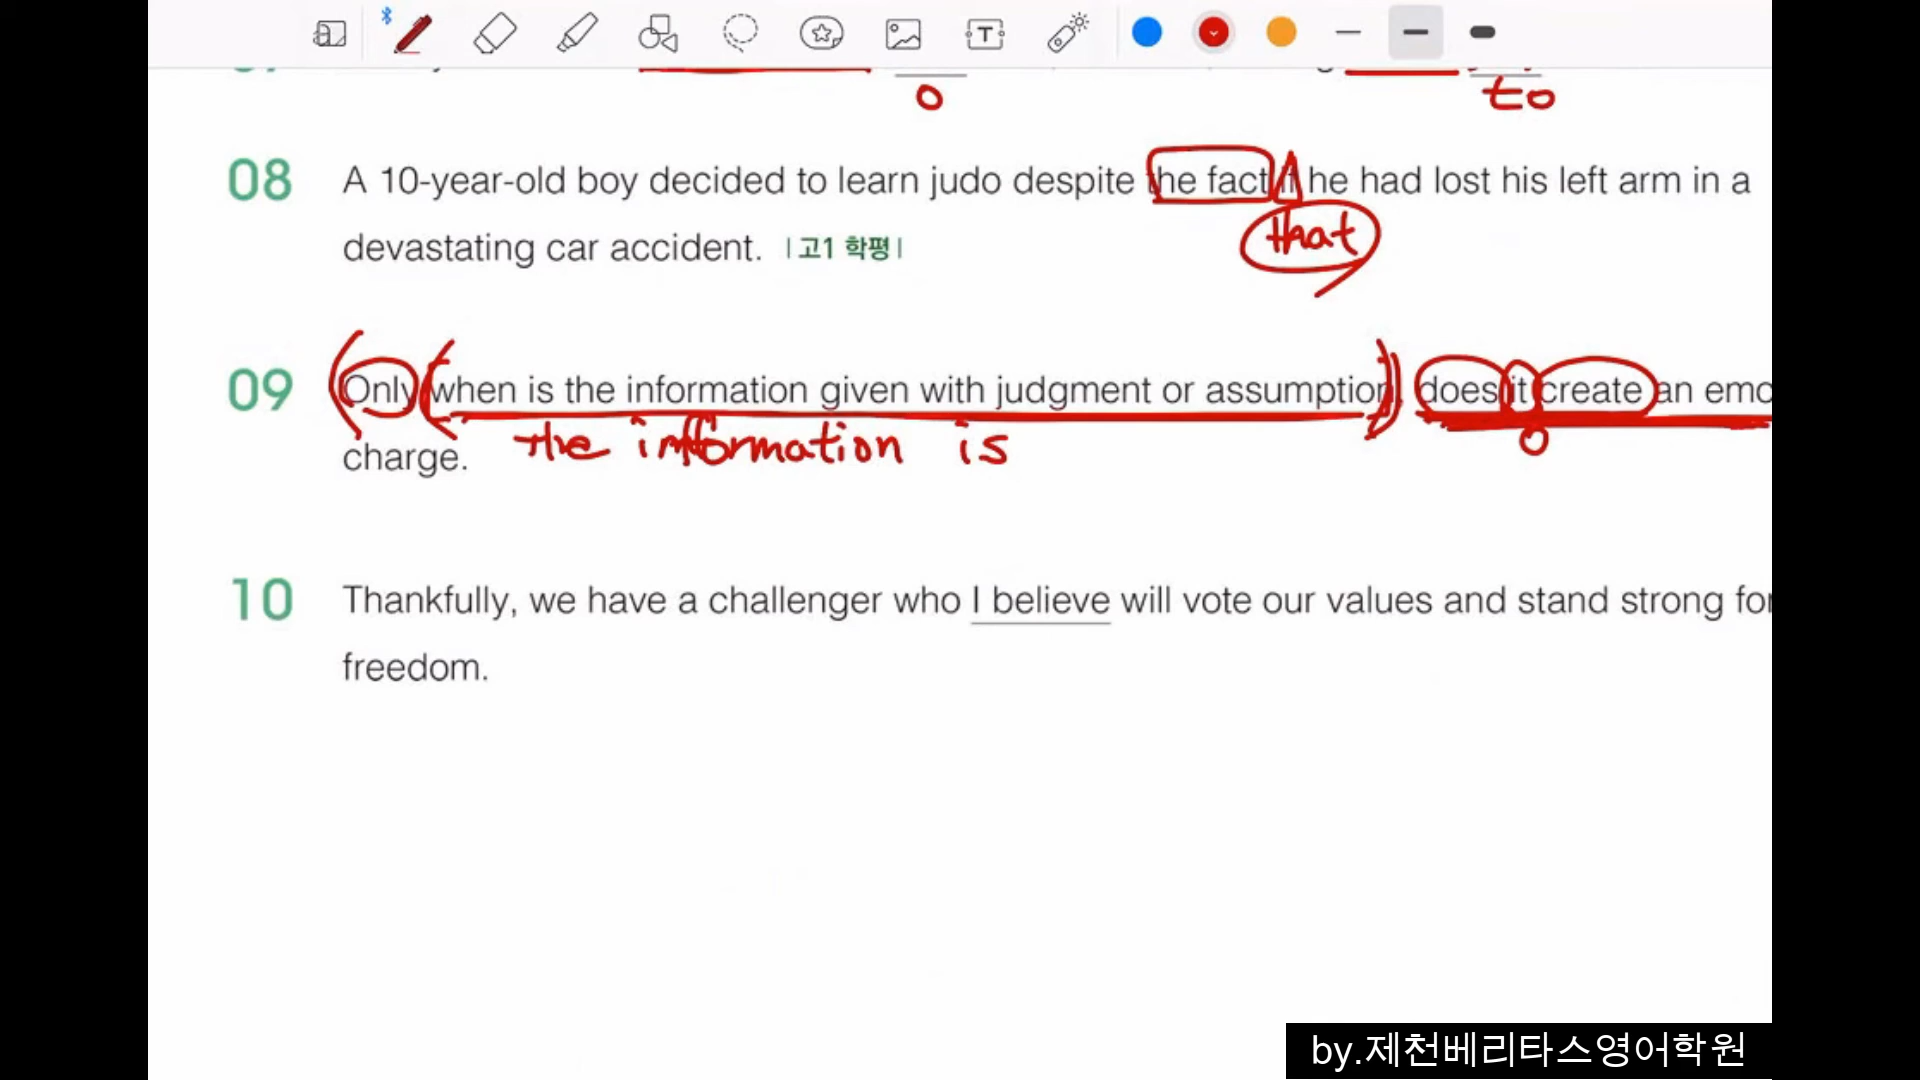 o
to
08 A 10-year-old boy decided to learn judo despite the fact if he had lost his left arm in a
that
devastating car accident. | 고1 학평 |
09 Only when is the information given with judgment or assumption, does it create an emo
o
the information is
charge.
10 Thankfully, we have a challenger who I believe will vote our values and stand strong for
freedom.
by.제천베리타스영어학원